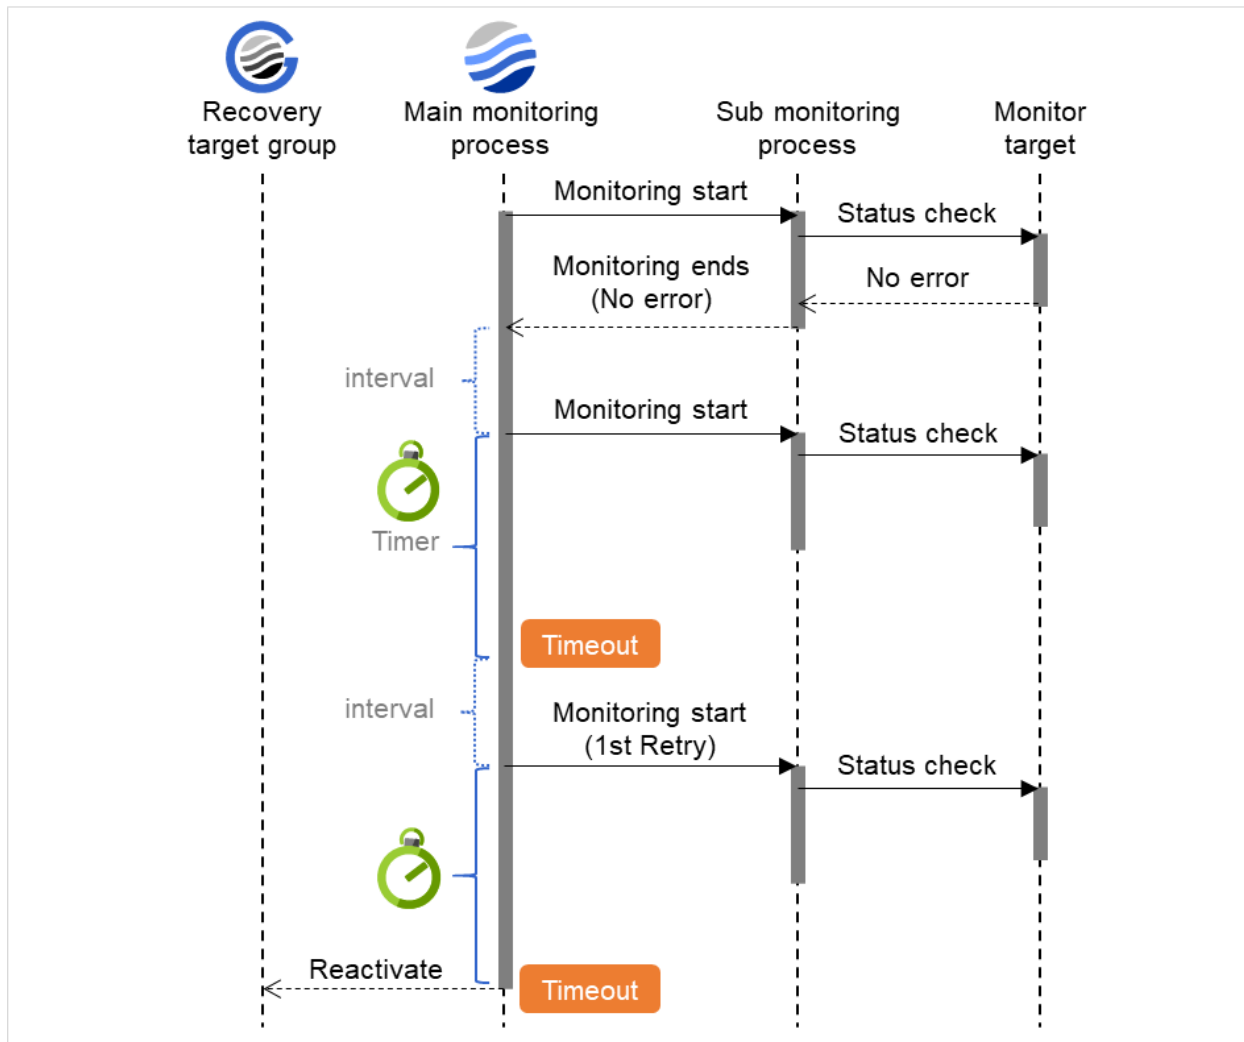 Recovery
target group
Main monitoring
process
Sub monitoring
process
Monitor
target
Monitoring start
Status check
Monitoring ends
(No error)
No error
interval
Monitoring start
Status check
Timer
Timeout
interval
Monitoring start
(1st Retry)
Status check
Reactivate
Timeout